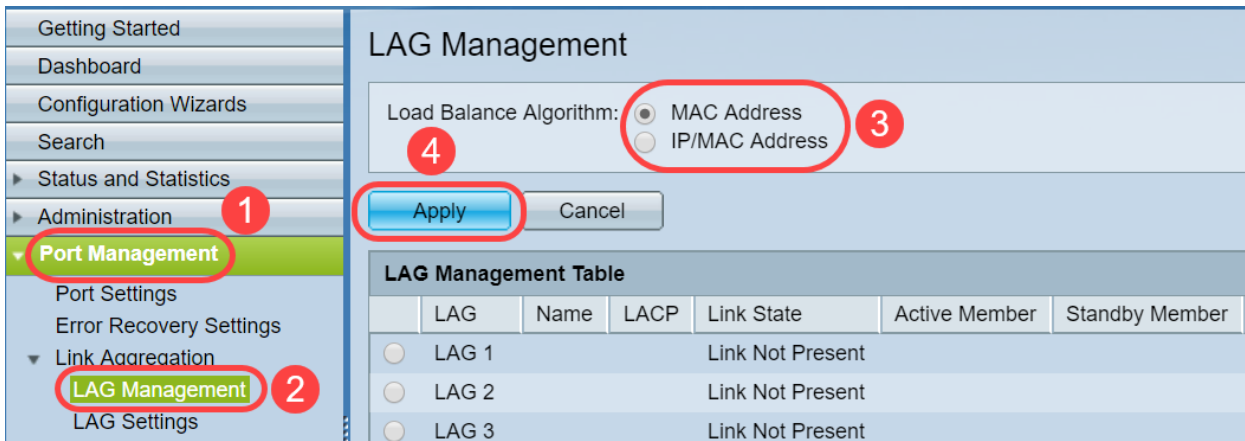 Getting Started
Dashboard
Configuration Wizards
Search
Status and Statistics
Administration
1
Port Management
Port Settings
Error Recovery Settings
Link Aggregation
LAG Management
2
LAG Settings
LAG Management
Load Balance Algorithm:
MAC Address
IP/MAC Address
3
4
Apply
Cancel
LAG Management Table
LAG Name LACP Link State Active Member Standby Member
LAG 1 Link Not Present
LAG 2 Link Not Present
LAG 3 Link Not Present